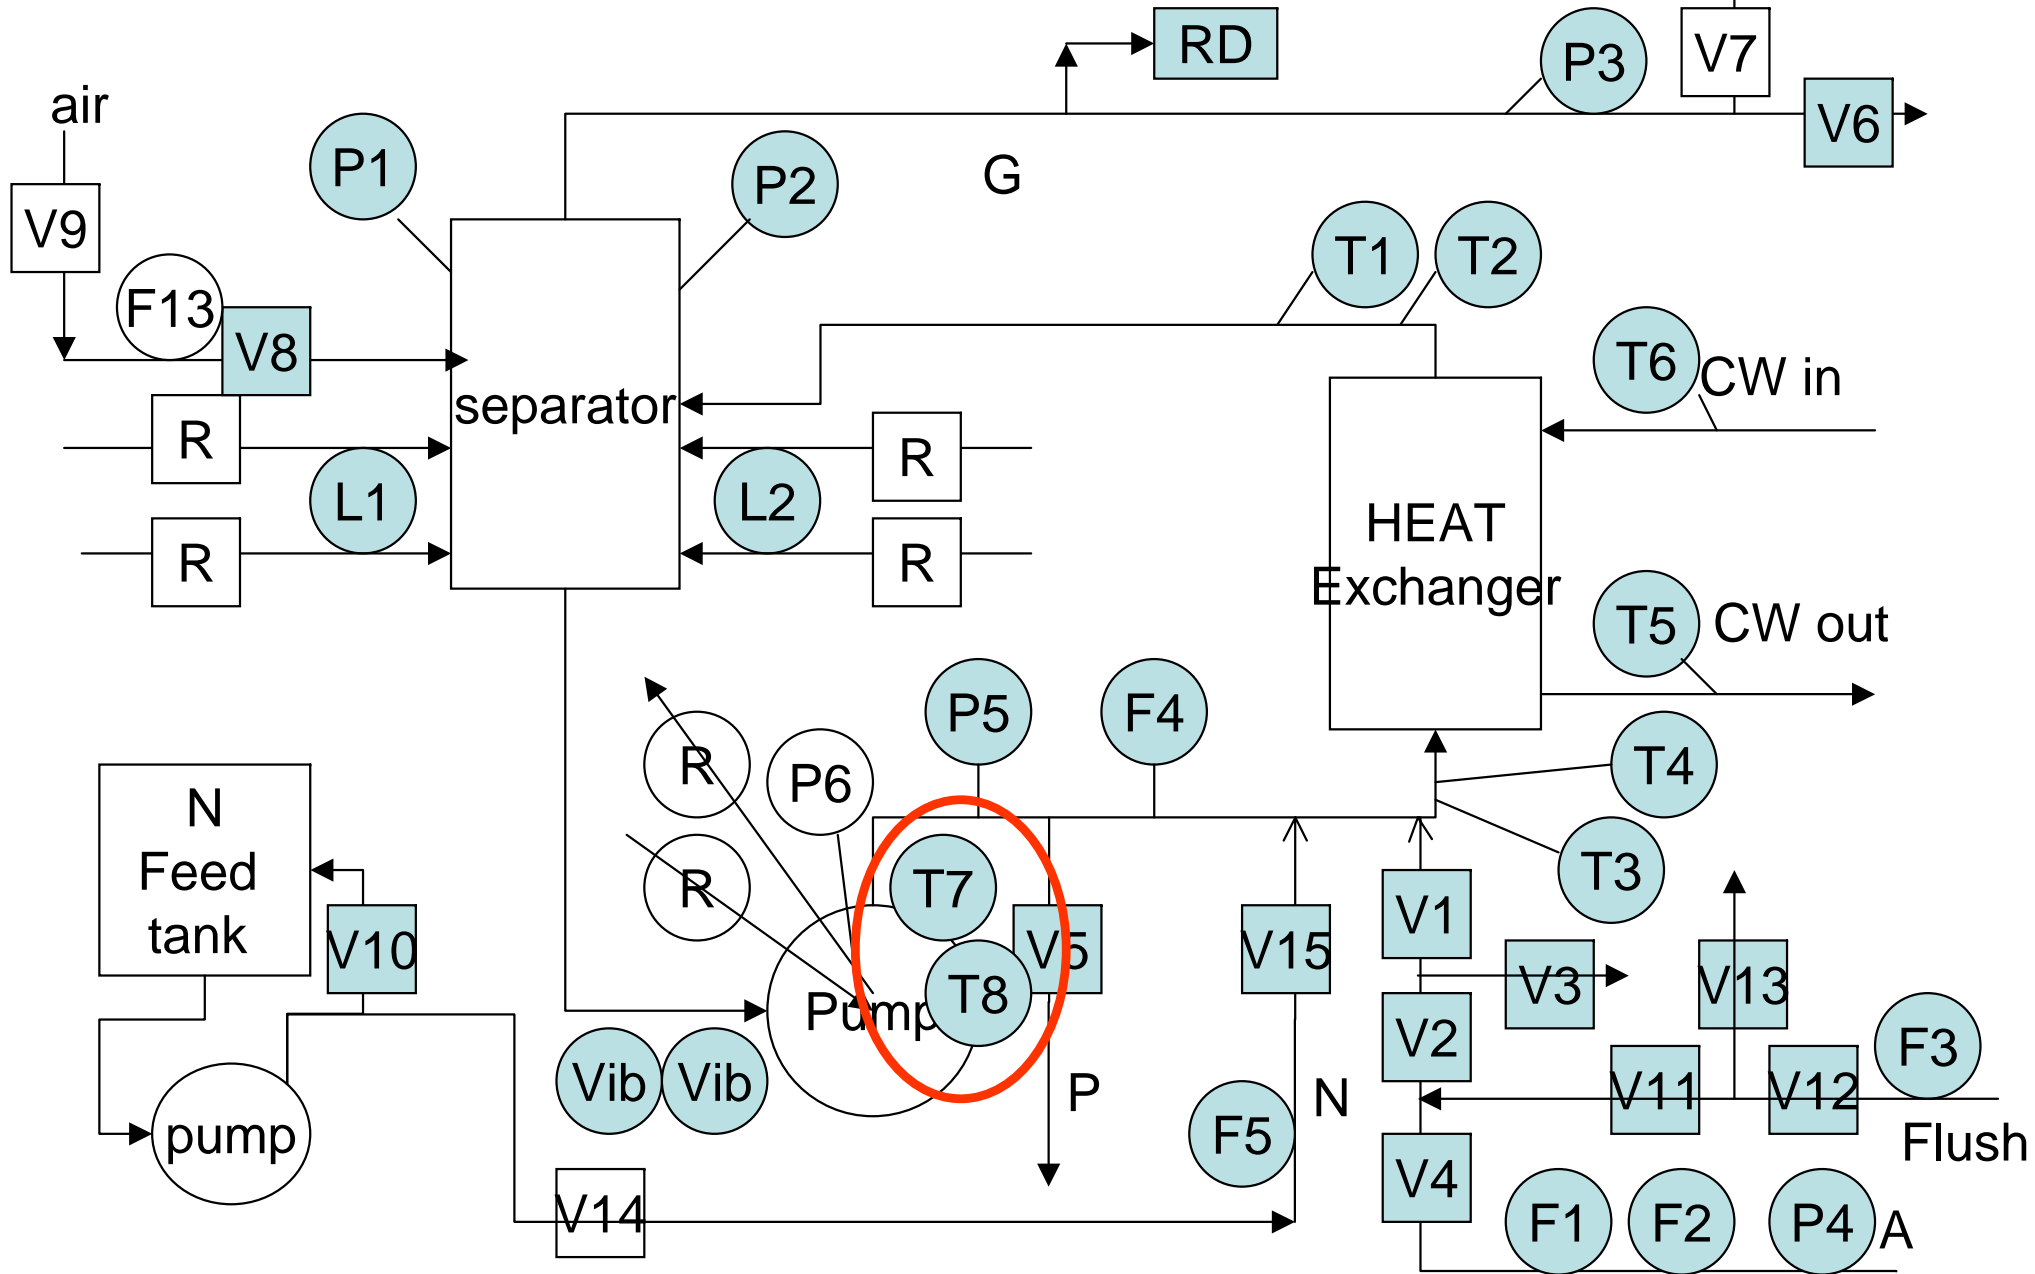 RD
P3
V7
V6
air
P1
P2
G
V9
T1
T2
F13
V8
T6
CW in
separator
R
R
L1
L2
R
R
HEAT
Exchanger
T5
CW out
P5
F4
R
P6
T4
N
Feed
tank
R
T7
T3
V10
V5
V15
V1
T8
Pump
V3
V13
V2
F3
Vib
Vib
P
N
V11
V12
pump
F5
Flush
V4
V14
F1
F2
P4
A